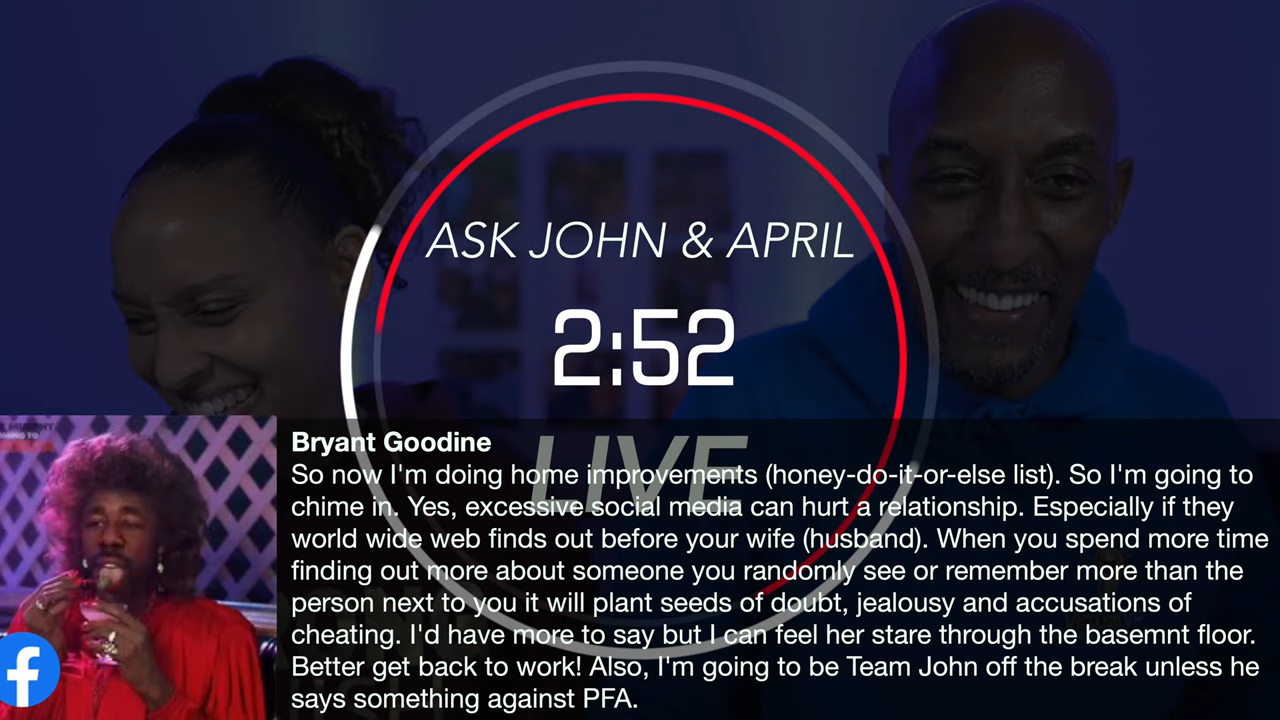 ASK JOHN & APRIL
2:52
LIVE
Bryant Goodine
So now I'm doing home improvements (honey-do-it-or-else list). So I'm going to
chime in. Yes, excessive social media can hurt a relationship. Especially if they
world wide web finds out before your wife (husband). When you spend more time
finding out more about someone you randomly see or remember more than the
person next to you it will plant seeds of doubt, jealousy and accusations of
cheating. I'd have more to say but I can feel her stare through the basemnt floor.
Better get back to work! Also, I'm going to be Team John off the break unless he
says something against PFA.